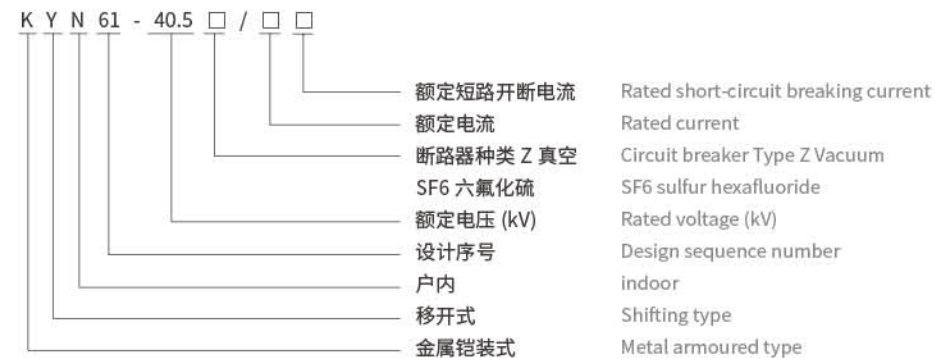 K Y N 61 - 40.5 □ / □ □
额定短路开断电流 Rated short-circuit breaking current
额定电流 Rated current
断路器种类 Z 真空 Circuit breaker Type Z Vacuum
SF6 六氟化硫 SF6 sulfur hexafluoride
额定电压 (kV) Rated voltage (kV)
设计序号 Design sequence number
户内 indoor
移开式 Shifting type
金属铠装式 Metal armoured type